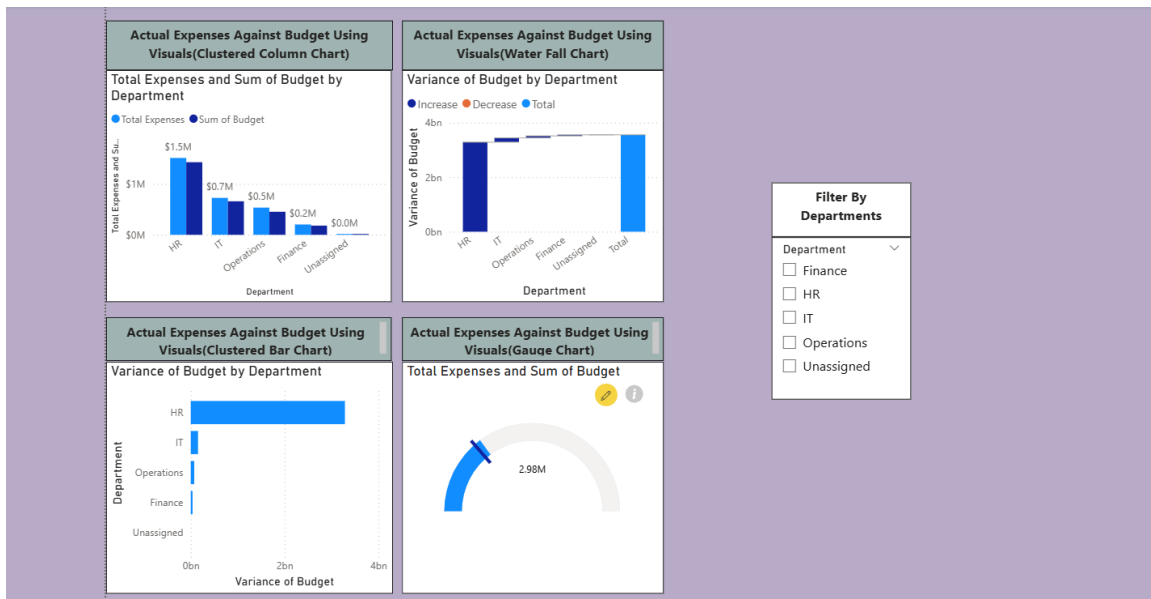 Actual Expenses Against Budget Using
Visuals(Clustered Column Chart)
Total Expenses and Sum of Budget by
Department
Total Expenses Sum of Budget
Total Expenses and Su...
$1M
$0M
$1.5M
$0.7M
$0.5M
$0.2M
$0.0M
HR
IT
Operations
Finance
Unassigned
Department
Actual Expenses Against Budget Using
Visuals(Water Fall Chart)
Variance of Budget by Department
Increase Decrease Total
Variance of Budget
4bn
2bn
0bn
HR
IT
Operations
Finance
Unassigned
Total
Department
Filter By
Departments
Department
Finance
HR
IT
Operations
Unassigned
Actual Expenses Against Budget Using
Visuals(Clustered Bar Chart)
Variance of Budget by Department
Department
HR
IT
Operations
Finance
Unassigned
0bn 2bn 4bn
Variance of Budget
Actual Expenses Against Budget Using
Visuals(Gauge Chart)
Total Expenses and Sum of Budget
i
2.98M